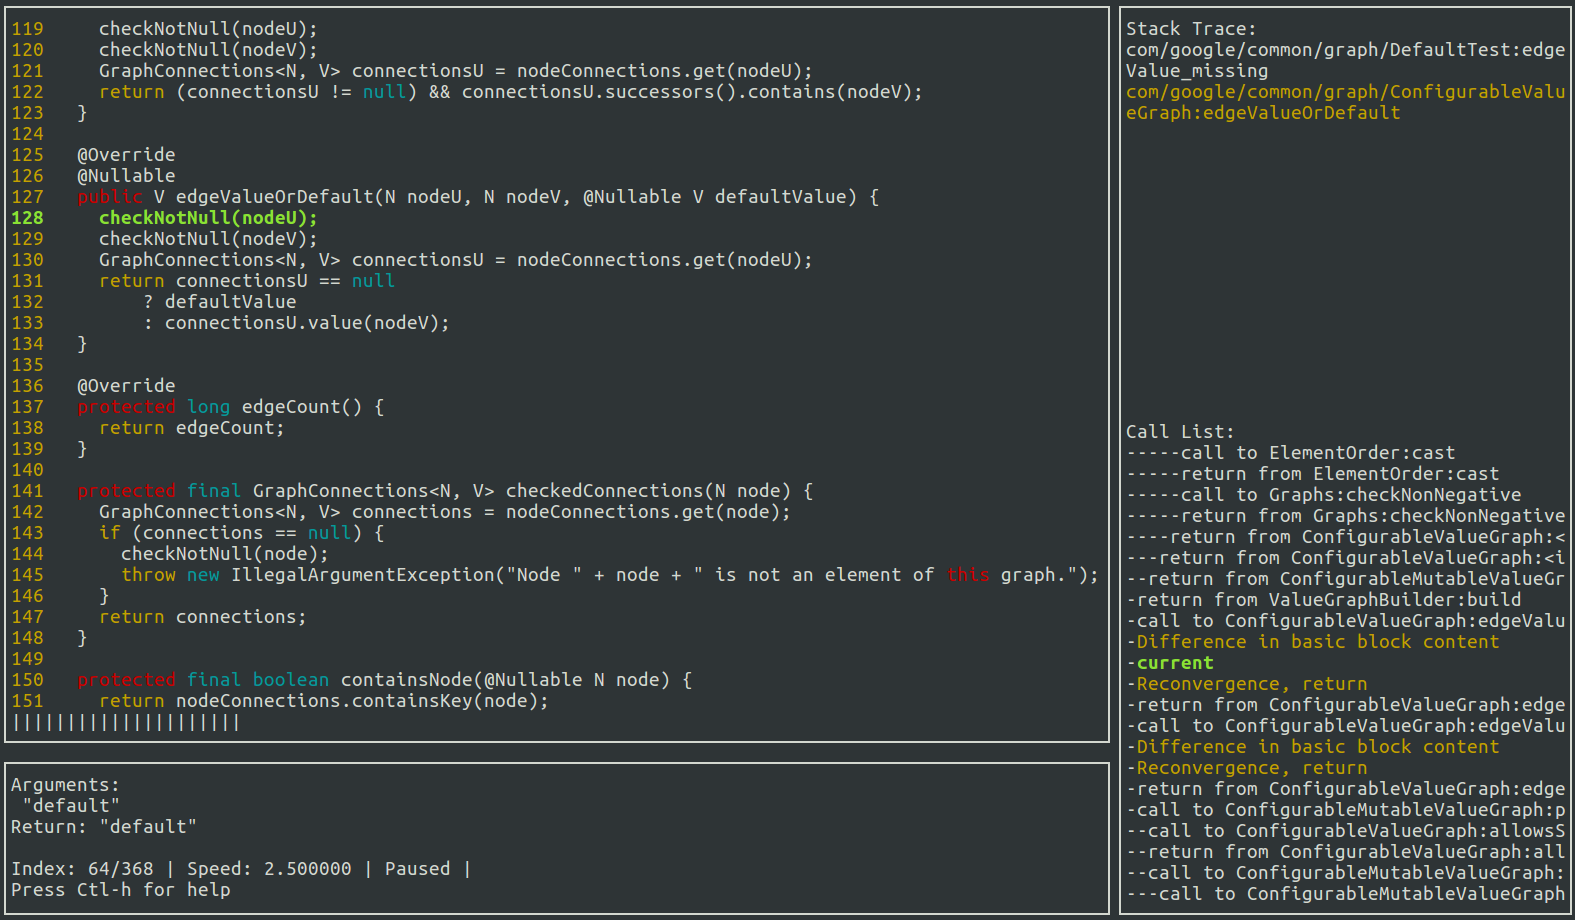 119     checkNotNull(nodeU);
120     checkNotNull(nodeV);
121     GraphConnections<N, V> connectionsU = nodeConnections.get(nodeU);
122     return (connectionsU != null) && connectionsU.successors().contains(nodeV);
123   }
124
125   @Override
126   @Nullable
127   public V edgeValueOrDefault(N nodeU, N nodeV, @Nullable V defaultValue) {
128     checkNotNull(nodeU);
129     checkNotNull(nodeV);
130     GraphConnections<N, V> connectionsU = nodeConnections.get(nodeU);
131     return connectionsU == null
132         ? defaultValue
133         : connectionsU.value(nodeV);
134   }
135
136   @Override
137   protected long edgeCount() {
138     return edgeCount;
139   }
140
141   protected final GraphConnections<N, V> checkedConnections(N node) {
142     GraphConnections<N, V> connections = nodeConnections.get(node);
143     if (connections == null) {
144       checkNotNull(node);
145       throw new IllegalArgumentException("Node " + node + " is not an element of this graph.");
146     }
147     return connections;
148   }
149
150   protected final boolean containsNode(@Nullable N node) {
151     return nodeConnections.containsKey(node);
|||||||||||||||||||||
Arguments:
 "default"
Return: "default"
Index: 64/368 | Speed: 2.500000 | Paused |
Press Ctl-h for help
Stack Trace:
com/google/common/graph/DefaultTest:edge
Value_missing
com/google/common/graph/ConfigurableValu
eGraph:edgeValueOrDefault
Call List:
-----call to ElementOrder:cast
-----return from ElementOrder:cast
-----call to Graphs:checkNonNegative
-----return from Graphs:checkNonNegative
----return from ConfigurableValueGraph:<
---return from ConfigurableValueGraph:<i
--return from ConfigurableMutableValueGr
-return from ValueGraphBuilder:build
-call to ConfigurableValueGraph:edgeValu
-Difference in basic block content
-current
-Reconvergence, return
-return from ConfigurableValueGraph:edge
-call to ConfigurableValueGraph:edgeValu
-Difference in basic block content
-Reconvergence, return
-return from ConfigurableValueGraph:edge
-call to ConfigurableMutableValueGraph:p
--call to ConfigurableValueGraph:allowsS
--return from ConfigurableValueGraph:all
--call to ConfigurableMutableValueGraph:
---call to ConfigurableMutableValueGraph